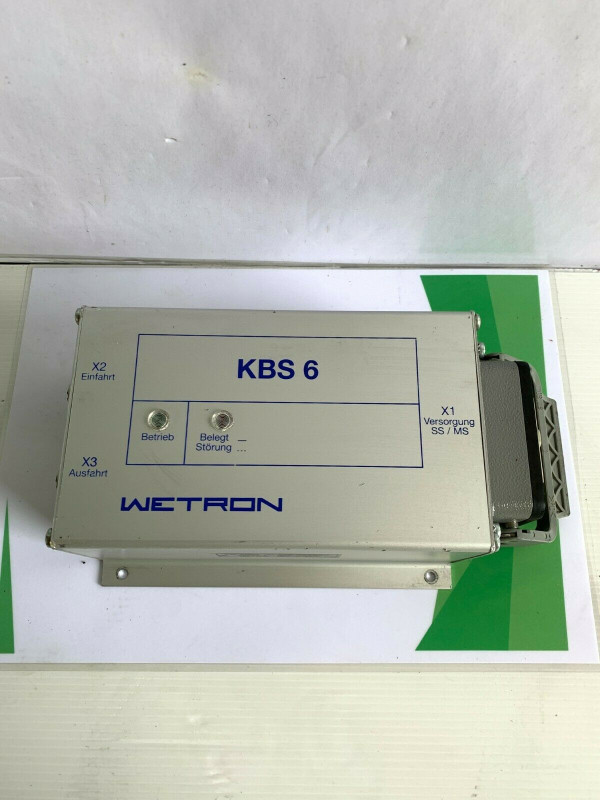 KBS 6
X2
Einfahrt
X1
Versorgung
SS / MS
Betrieb
Belegt —
Störung ...
X3
Ausfahrt
WETRON